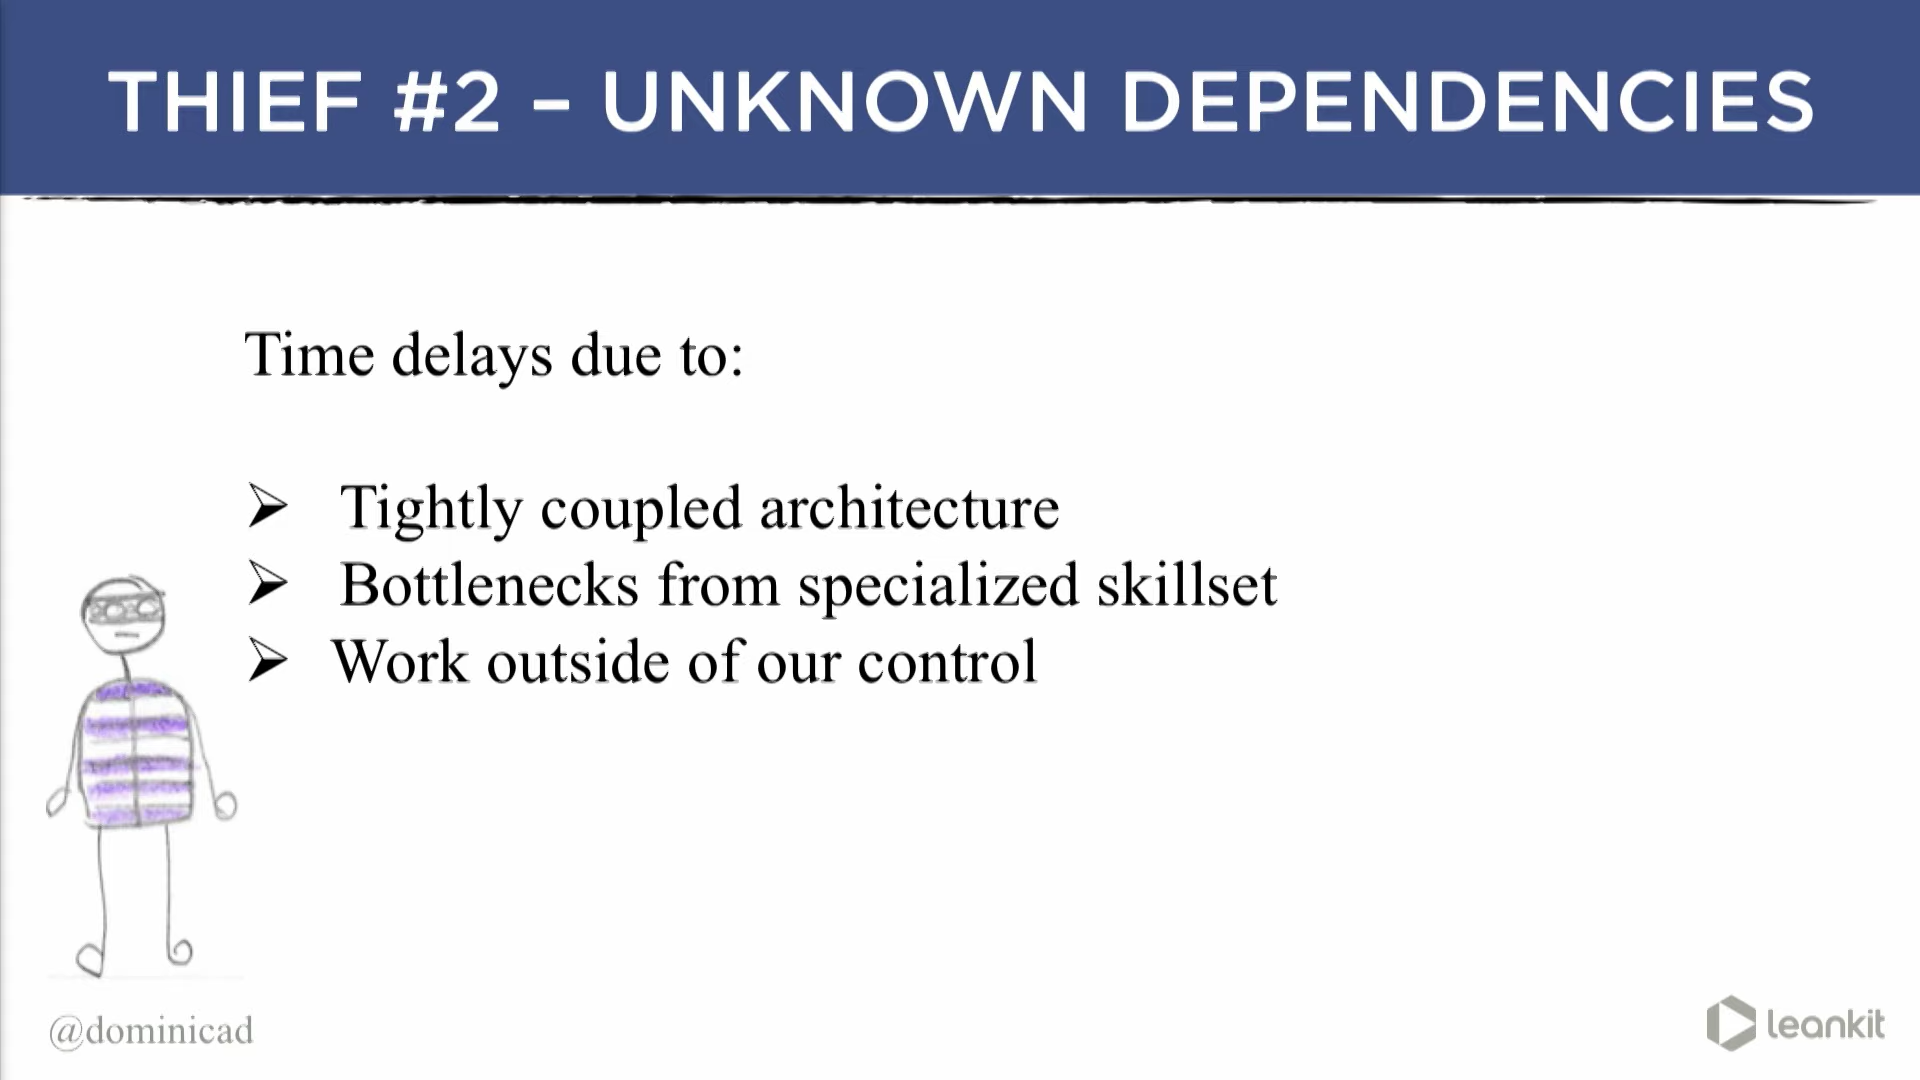 THIEF #2 – UNKNOWN DEPENDENCIES
Time delays due to:
➢ Tightly coupled architecture
➢ Bottlenecks from specialized skillset
➢ Work outside of our control
@dominicad
leankit